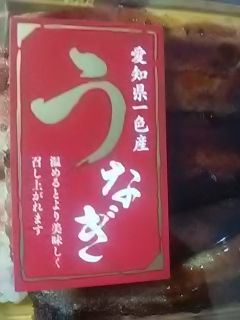 愛知県一色産
うなぎ
温めるとより美味しく
召し上がれます